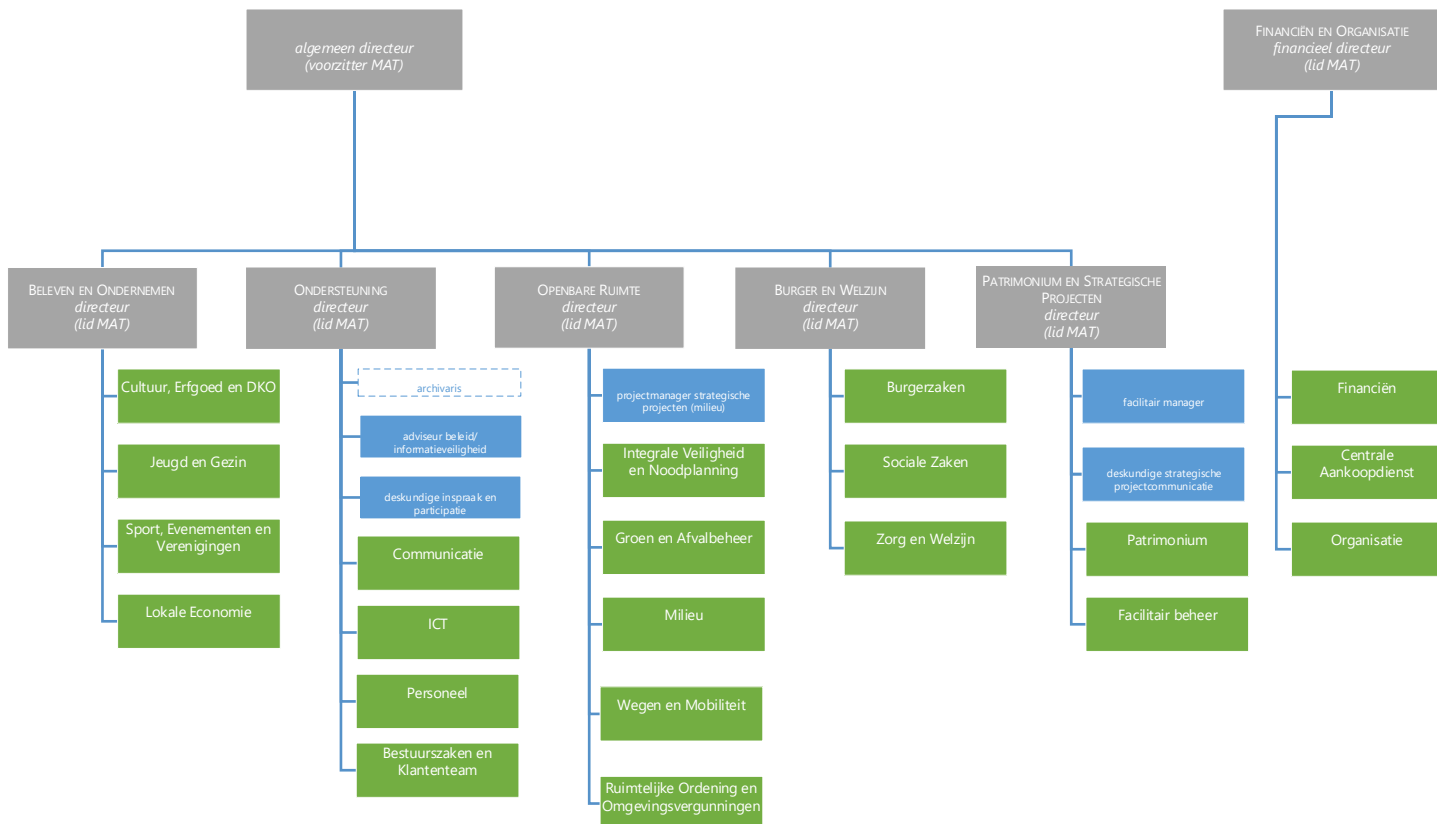 algemeen directeur
(voorzitter MAT)
FINANCIËN EN ORGANISATIE
financieel directeur
(lid MAT)
BELEVEN EN ONDERNEMEN
directeur
(lid MAT)
ONDERSTEUNING
directeur
(lid MAT)
OPENBARE RUIMTE
directeur
(lid MAT)
BURGER EN WELZIJN
directeur
(lid MAT)
PATRIMONIUM EN STRATEGISCHE
PROJECTEN
directeur
(lid MAT)
Cultuur, Erfgoed en DKO
Jeugd en Gezin
Sport, Evenementen en
Verenigingen
Lokale Economie
archivaris
adviseur beleid/
informatieveiligheid
deskundige inspraak en
participatie
Communicatie
ICT
Personeel
Bestuurszaken en
Klantenteam
projectmanager strategische
projecten (milieu)
Integrale Veiligheid
en Noodplanning
Groen en Afvalbeheer
Milieu
Wegen en Mobiliteit
Ruimtelijke Ordening en
Omgevingsvergunningen
Burgerzaken
Sociale Zaken
Zorg en Welzijn
facilitair manager
deskundige strategische
projectcommunicatie
Patrimonium
Facilitair beheer
Financiën
Centrale
Aankoopdienst
Organisatie